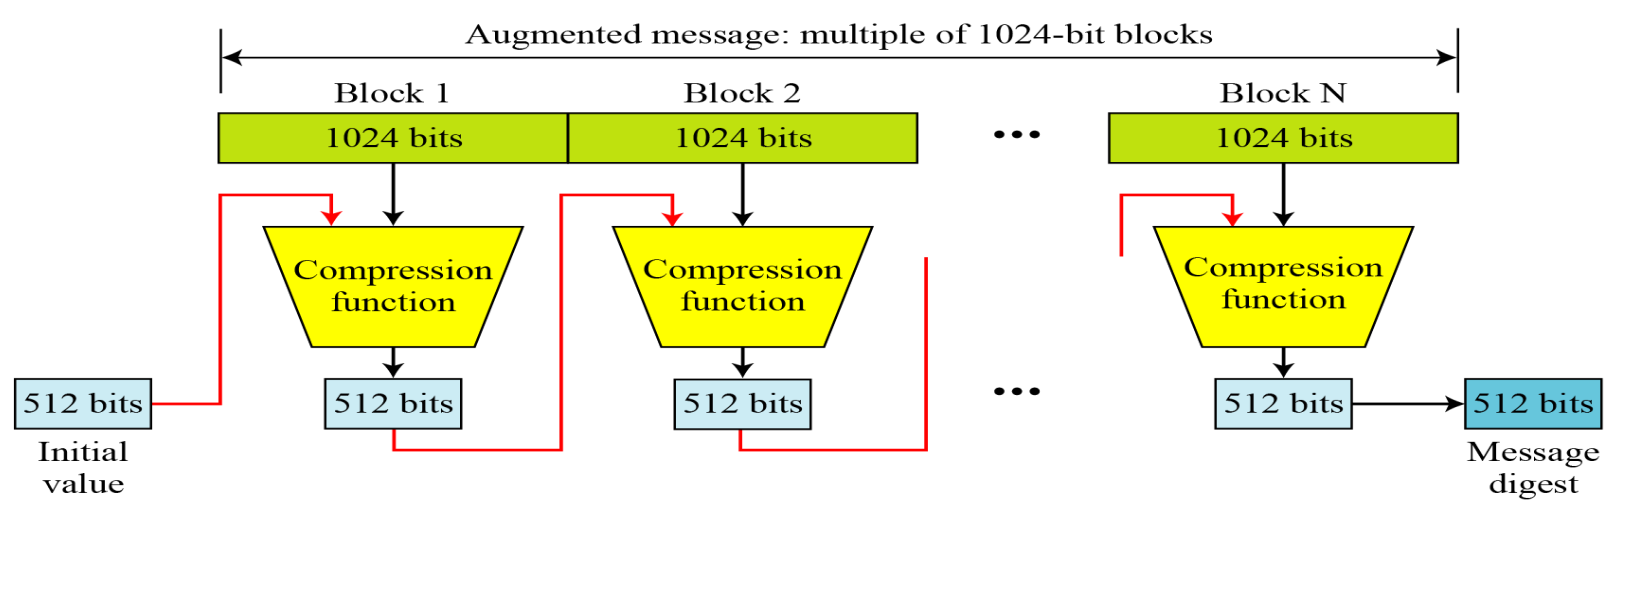 Augmented message: multiple of 1024-bit blocks
Block 1
Block 2
Block N
1024 bits
1024 bits
•••
1024 bits
Compression
function
Compression
function
Compression
function
512 bits
512 bits
512 bits
•••
512 bits
512 bits
Initial
value
Message
digest